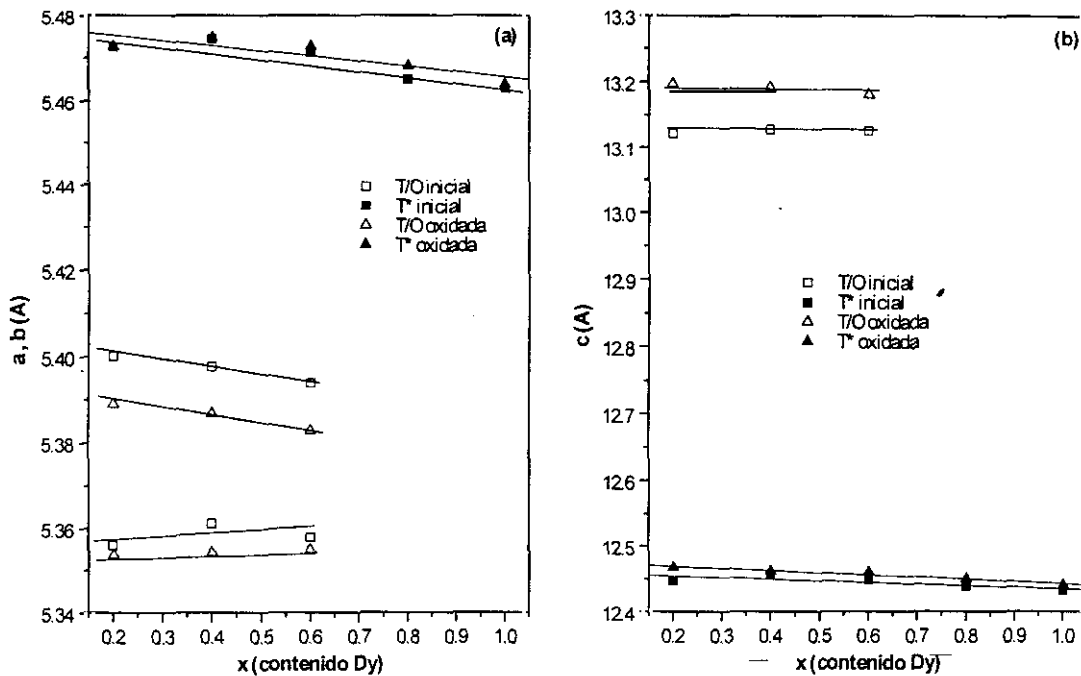 (a)
5.48
5.46
5.44
5.42
5.40
5.38
5.36
5.34
a, b (A)
T/O inicial
T* inicial
T/O oxidada
T* oxidada
0.2 0.3 0.4 0.5 0.6 0.7 0.8 0.9 1.0
x (contenido Dy)
(b)
13.3
13.2
13.1
13.0
12.9
12.8
12.7
12.6
12.5
12.4
c (A)
T/O inicial
T* inicial
T/O oxidada
T* oxidada
0.2 0.3 0.4 0.5 0.6 0.7 0.8 0.9 1.0
x (contenido Dy)